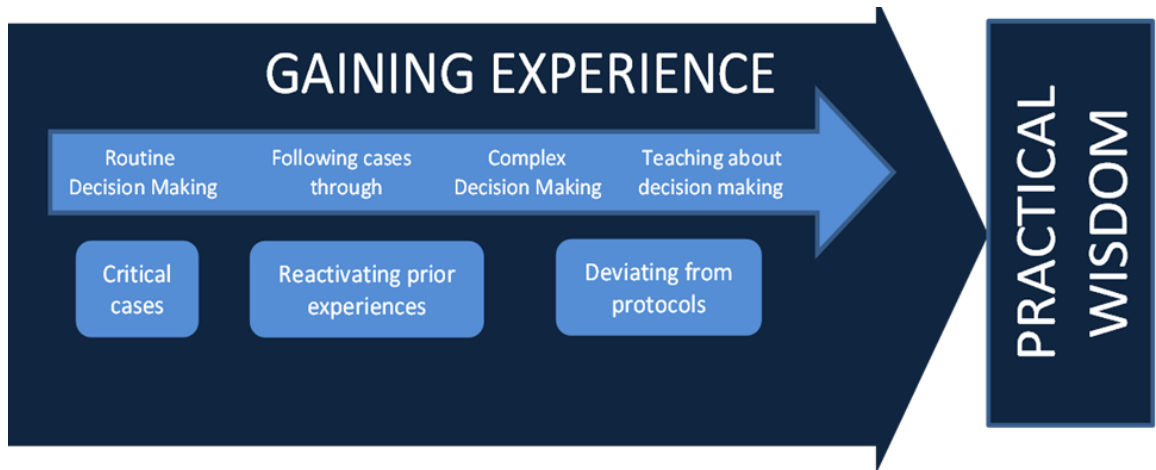 GAINING EXPERIENCE
Routine
Decision Making
Following cases
through
Complex
Decision Making
Teaching about
decision making
Critical
cases
Reactivating prior
experiences
Deviating from
protocols
PRACTICAL
WISDOM